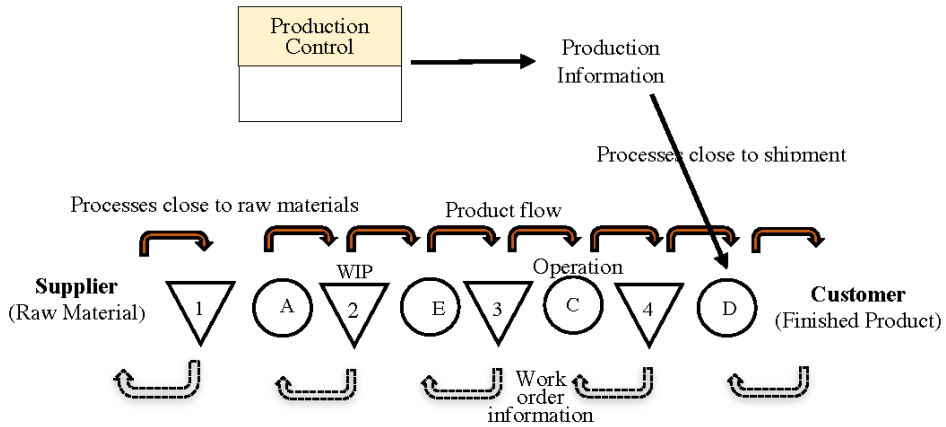 Production
Control
Production
Information
Processes close to shipment
Processes close to raw materials
Product flow
WIP
Operation
Supplier
(Raw Material)
1
A
2
E
3
C
4
D
Customer
(Finished Product)
Work
order
information